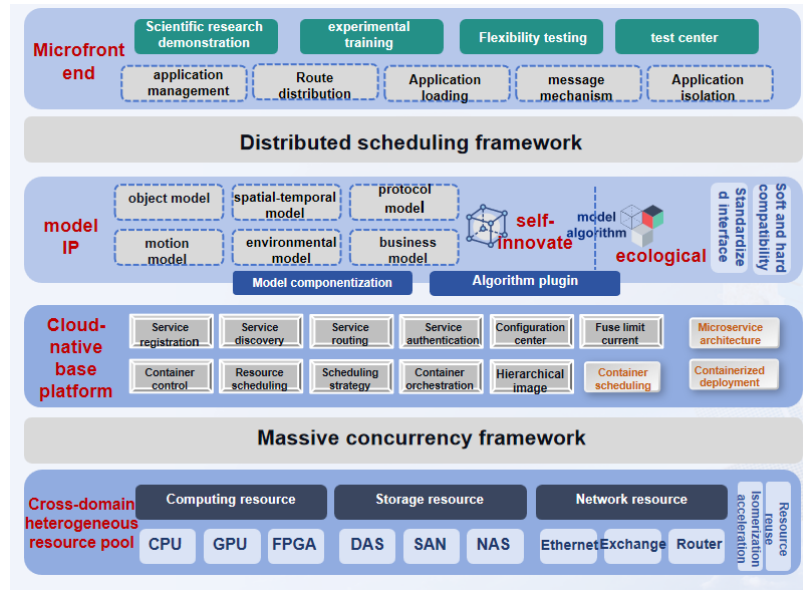 Microfront
end
Scientific research
demonstration
experimental
training
Flexibility testing
test center
application
management
Route
distribution
Application
loading
message
mechanism
Application
isolation
Distributed scheduling framework
model
IP
object model
spatial-temporal
model
protocol
model
motion
model
environmental
model
business
model
self-
innovate
model
algorithm
ecological
Standardize
d interface
Soft and hard
compatibility
Model componentization
Algorithm plugin
Cloud-
native
base
platform
Service
registration
Service
discovery
Service
routing
Service
authentication
Configuration
center
Fuse limit
current
Microservice
architecture
Container
control
Resource
scheduling
Scheduling
strategy
Container
orchestration
Hierarchical
image
Container
scheduling
Containerized
deployment
Massive concurrency framework
Cross-domain
heterogeneous
resource pool
Computing resource
Storage resource
Network resource
CPU
GPU
FPGA
DAS
SAN
NAS
Ethernet
Exchange
Router
Isomerization
acceleration
Resource
reuse